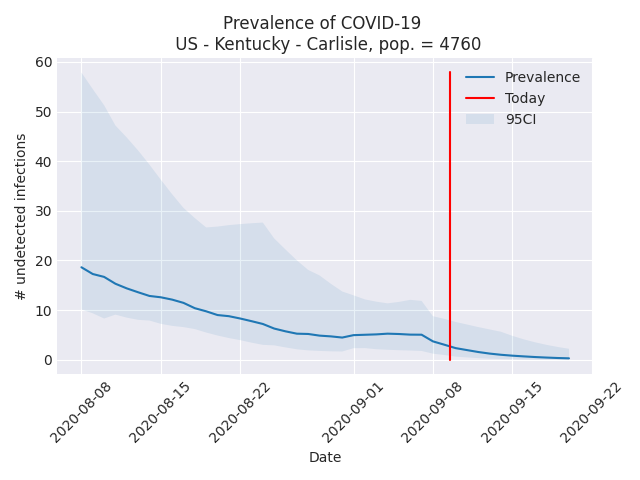 Prevalence of COVID-19
US - Kentucky - Carlisle, pop. = 4760
60
50
40
30
20
10
0
# undetected infections
Prevalence
Today
95CI
2020-08-08
2020-08-15
2020-08-22
2020-09-01
2020-09-08
2020-09-15
2020-09-22
Date